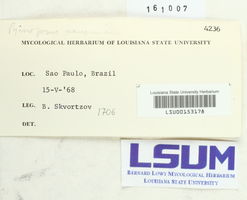 161007
4236
MYCOLOGICAL HERBARIUM OF LOUISIANA STATE UNIVERSITY
LOC. Sao Paulo, Brazil
15-V-'68
LEG. B. Skvortzov 1706
DET.
Louisiana State University Herbarium
LSU00153178
LSUM
BERNARD LOWY MYCOLOGICAL HERBARIUM
LOUISIANA STATE UNIVERSITY